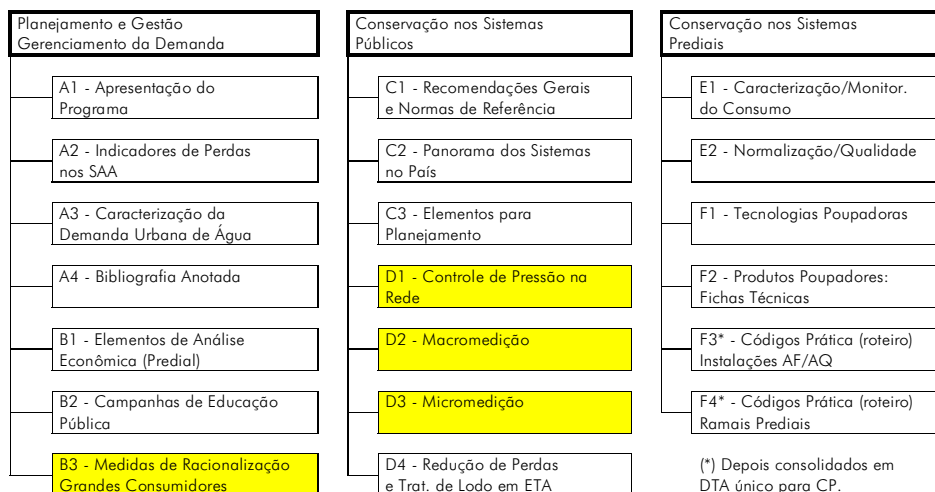 Planejamento e Gestão
Gerenciamento da Demanda
A1 - Apresentação do
Programa
A2 - Indicadores de Perdas
nos SAA
A3 - Caracterização da
Demanda Urbana de Água
A4 - Bibliografia Anotada
B1 - Elementos de Análise
Econômica (Predial)
B2 - Campanhas de Educação
Pública
B3 - Medidas de Racionalização
Grandes Consumidores
Conservação nos Sistemas
Públicos
C1 - Recomendações Gerais
e Normas de Referência
C2 - Panorama dos Sistemas
no País
C3 - Elementos para
Planejamento
D1 - Controle de Pressão na
Rede
D2 - Macromedição
D3 - Micromedição
D4 - Redução de Perdas
e Trat. de Lodo em ETA
Conservação nos Sistemas
Prediais
E1 - Caracterização/Monitor.
do Consumo
E2 - Normalização/Qualidade
F1 - Tecnologias Poupadoras
F2 - Produtos Poupadores:
Fichas Técnicas
F3* - Códigos Prática (roteiro)
Instalações AF/AQ
F4* - Códigos Prática (roteiro)
Ramais Prediais
(*) Depois consolidados em
DTA único para CP.